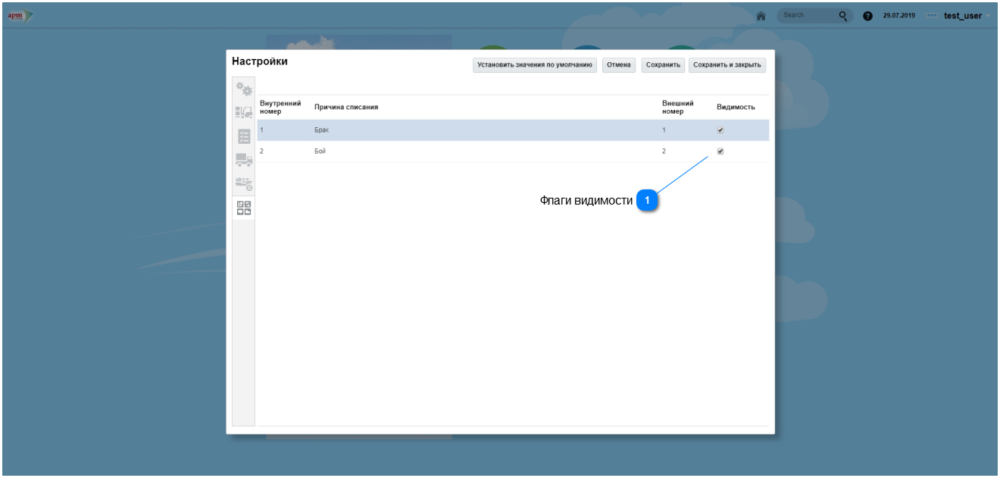 apm
Search
29.07.2019
test_user
Настройки
Установить значения по умолчанию
Отмена
Сохранить
Сохранить и закрыть
Внутренний
номер
Причина списания
Внешний
номер
Видимость
1 Брак 1
2 Бой 2
Флаги видимости 1